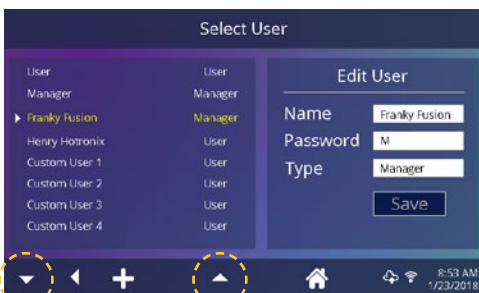 Select User
User User
Manager Manager
Franky Fusion Manager
Henry Hotronix User
Custom User 1 User
Custom User 2 User
Custom User 3 User
Custom User 4 User
Edit User
Name Franky Fusion
Password M
Type Manager
Save
8:53 AM
1/23/2018